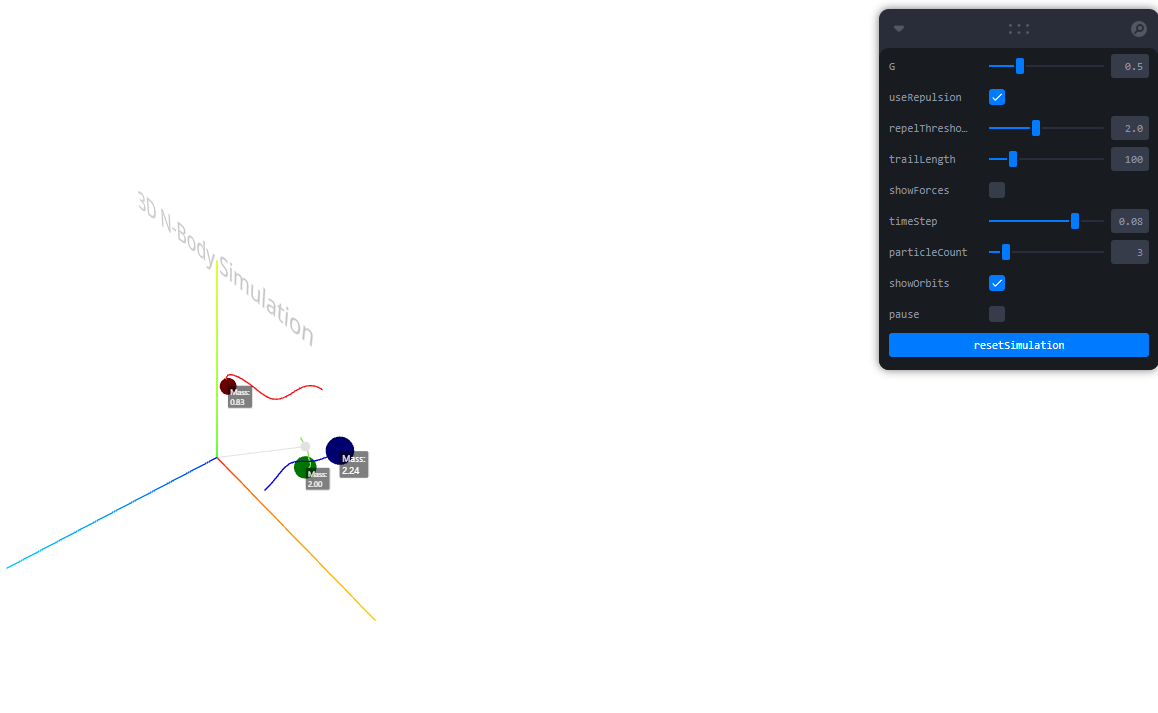 3D N-Body Simulation
Mass:
0.83
Mass:
2.24
Mass:
2.00
G
0.5
useRepulsion
repelThresho…
2.0
trailLength
100
showForces
timeStep
0.08
particleCount
3
showOrbits
pause
resetSimulation